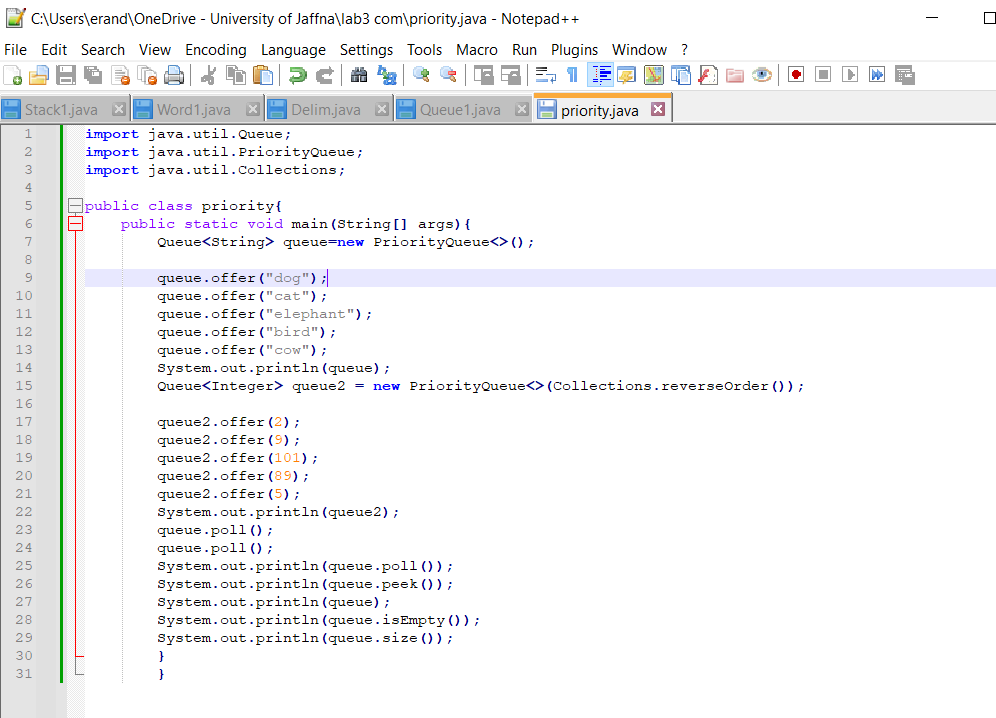 C:\Users\erand\OneDrive - University of Jaffna\lab3 com\priority.java - Notepad++
File Edit Search View Encoding Language Settings Tools Macro Run Plugins Window ?
Stack1.java Word1.java Delim.java Queue1.java priority.java
1 import java.util.Queue;
2 import java.util.PriorityQueue;
3 import java.util.Collections;
4
5 public class priority{
6 public static void main(String[] args){
7 Queue<String> queue=new PriorityQueue<>();
8
9 queue.offer("dog");
10 queue.offer("cat");
11 queue.offer("elephant");
12 queue.offer("bird");
13 queue.offer("cow");
14 System.out.println(queue);
15 Queue<Integer> queue2 = new PriorityQueue<>(Collections.reverseOrder());
16
17 queue2.offer(2);
18 queue2.offer(9);
19 queue2.offer(101);
20 queue2.offer(89);
21 queue2.offer(5);
22 System.out.println(queue2);
23 queue.poll();
24 queue.poll();
25 System.out.println(queue.poll());
26 System.out.println(queue.peek());
27 System.out.println(queue);
28 System.out.println(queue.isEmpty());
29 System.out.println(queue.size());
30 }
31 }